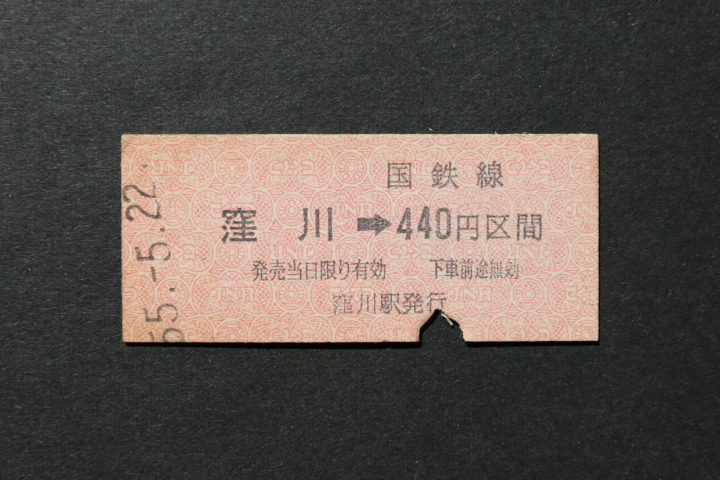 55.-5.22
国鉄線
窪川➡440円区間
発売当日限り有効 下車前途無効
窪川駅発行